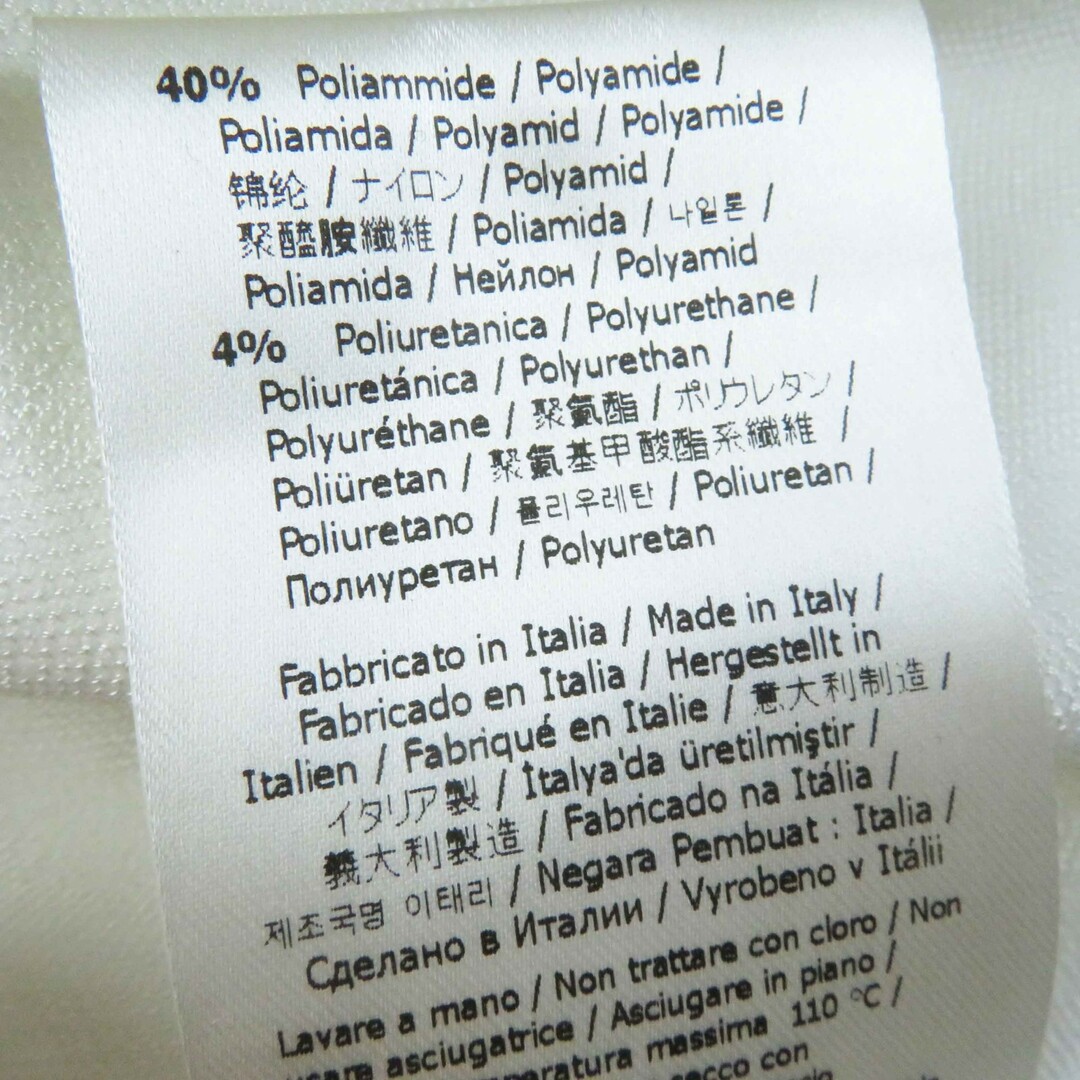 40% Poliammide / Polyamide /
Poliamida / Polyamid / Polyamide /
锦纶 / ナイロン / Polyamid /
聚醯胺纖維 / Poliamida / 나일론 /
Poliamida / Нейлон / Polyamid
4% Poliuretanica / Polyurethane /
Poliuretánica / Polyurethan /
Polyuréthane / 聚氨酯 / ポリウレタン /
Poliüretan / 聚氨基甲酸酯系纖維 /
Poliuretano / 폴리우레탄 / Poliuretan /
Полиуретан / Polyuretan
Fabbricato in Italia / Made in Italy /
Fabricado en Italia / Hergestellt in
Italien / Fabriqué en Italie / 意大利制造 /
イタリア製 / İtalya'da üretilmiştir /
義大利製造 / Fabricado na Itália /
제조국명 이태리 / Negara Pembuat : Italia /
Сделано в Италии / Vyrobeno v Itálii
Lavare a mano / Non trattare con cloro / Non
asciugatrice / Asciugare in piano /
massima 110 °C /
secco con